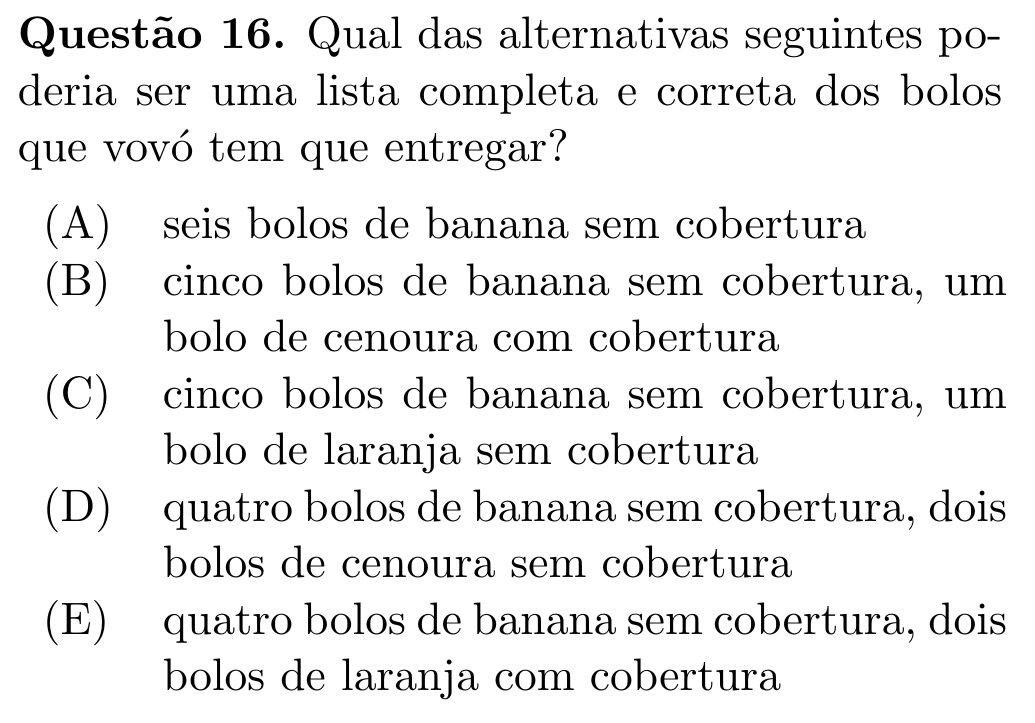 Questão 16. Qual das alternativas seguintes po-
deria ser uma lista completa e correta dos bolos
que vovó tem que entregar?
(A) seis bolos de banana sem cobertura
(B) cinco bolos de banana sem cobertura, um
bolo de cenoura com cobertura
(C) cinco bolos de banana sem cobertura, um
bolo de laranja sem cobertura
(D) quatro bolos de banana sem cobertura, dois
bolos de cenoura sem cobertura
(E) quatro bolos de banana sem cobertura, dois
bolos de laranja com cobertura